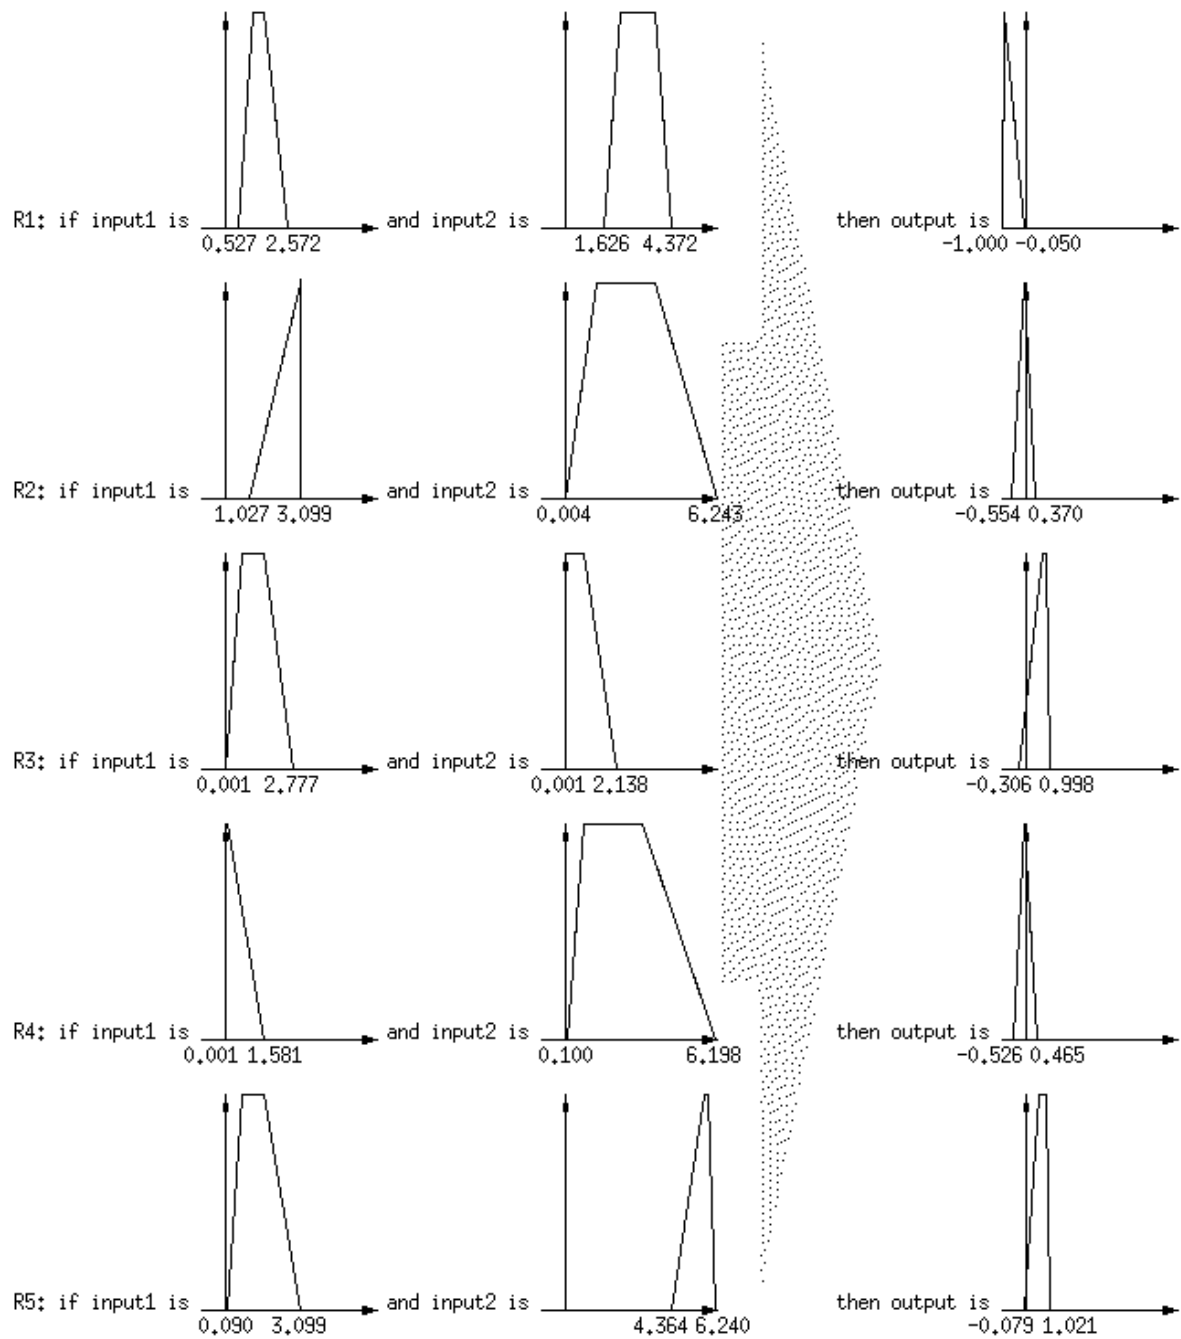 R1: if input1 is and input2 is then output is
0.527 2.572 1.626 4.372 -1.000 -0.050
R2: if input1 is and input2 is then output is
1.027 3.099 0.004 6.243 -0.554 0.370
R3: if input1 is and input2 is then output is
0.001 2.777 0.001 2.138 -0.306 0.998
R4: if input1 is and input2 is then output is
0.001 1.581 0.100 6.198 -0.526 0.465
R5: if input1 is and input2 is then output is
0.090 3.099 4.364 6.240 -0.079 1.021